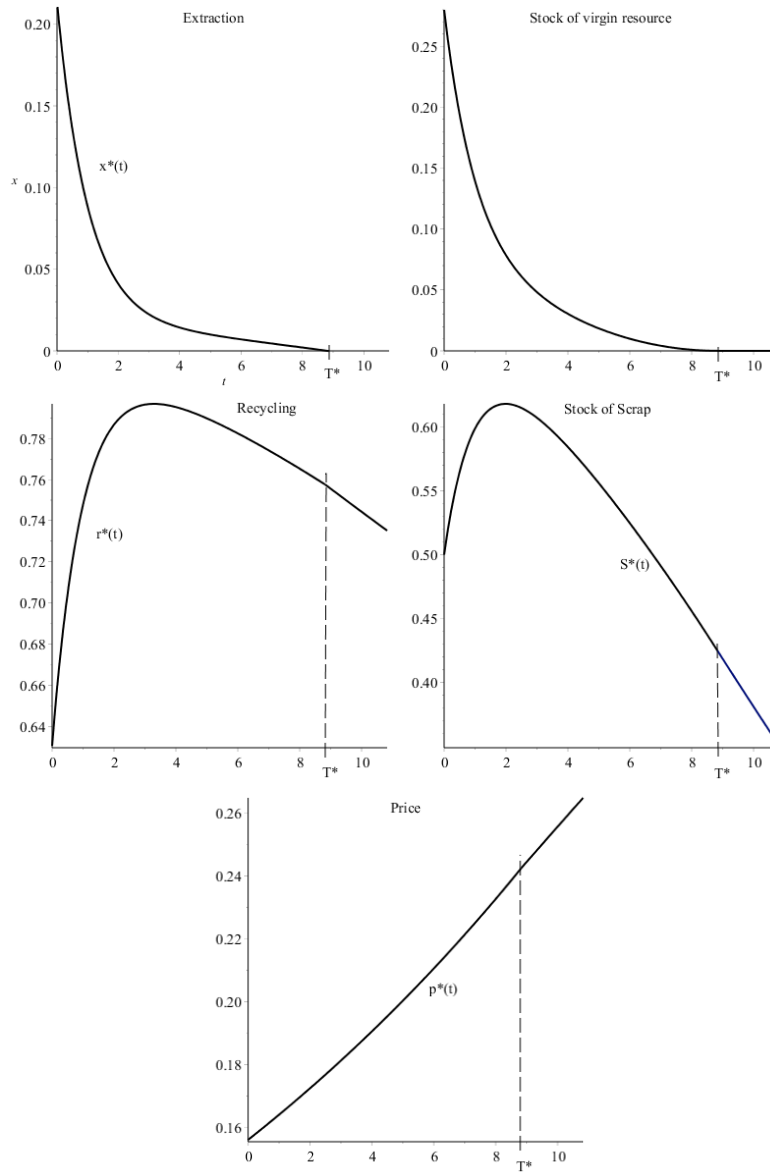 Extraction
0.20
0.15
0.10
0.05
0
x
x*(t)
0 2 4 6 8 10
t
T*
Stock of virgin resource
0.25
0.20
0.15
0.10
0.05
0
0 2 4 6 8 10
T*
Recycling
0.78
0.76
0.74
0.72
0.70
0.68
0.66
0.64
r*(t)
0 2 4 6 8 10
T*
Stock of Scrap
0.60
0.55
0.50
0.45
0.40
S*(t)
0 2 4 6 8 10
T*
Price
0.26
0.24
0.22
0.20
0.18
0.16
p*(t)
0 2 4 6 8 10
T*